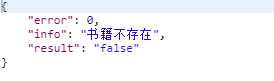 {
    "error": 0,
    "info": "书籍不存在",
    "result": "false"
}